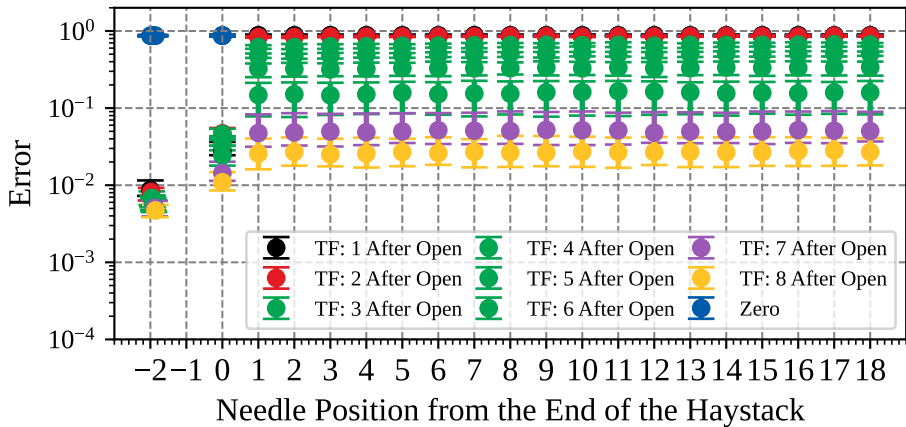 10⁰
10⁻¹
10⁻²
10⁻³
10⁻⁴
Error
TF: 1 After Open
TF: 2 After Open
TF: 3 After Open
TF: 4 After Open
TF: 5 After Open
TF: 6 After Open
TF: 7 After Open
TF: 8 After Open
Zero
−2 −1 0 1 2 3 4 5 6 7 8 9 10 11 12 13 14 15 16 17 18
Needle Position from the End of the Haystack